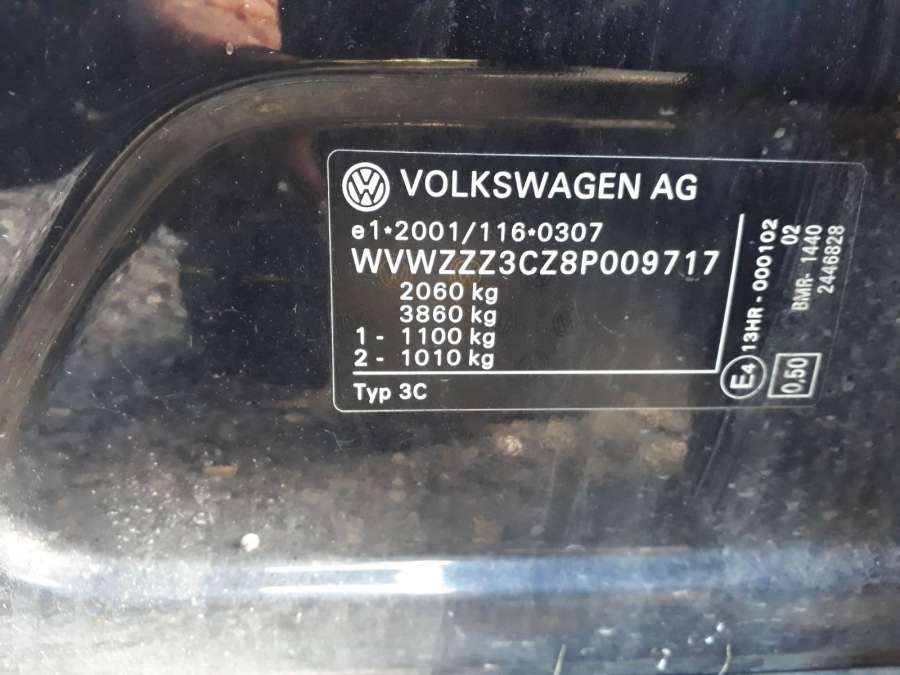 VOLKSWAGEN AG
e1*2001/116*0307
WVWZZZ3CZ8P009717
2060 kg
3860 kg
1 - 1100 kg
2 - 1010 kg
Typ 3C
E4 13HR - 000102
02
BMR- 1440
2446828
0,50